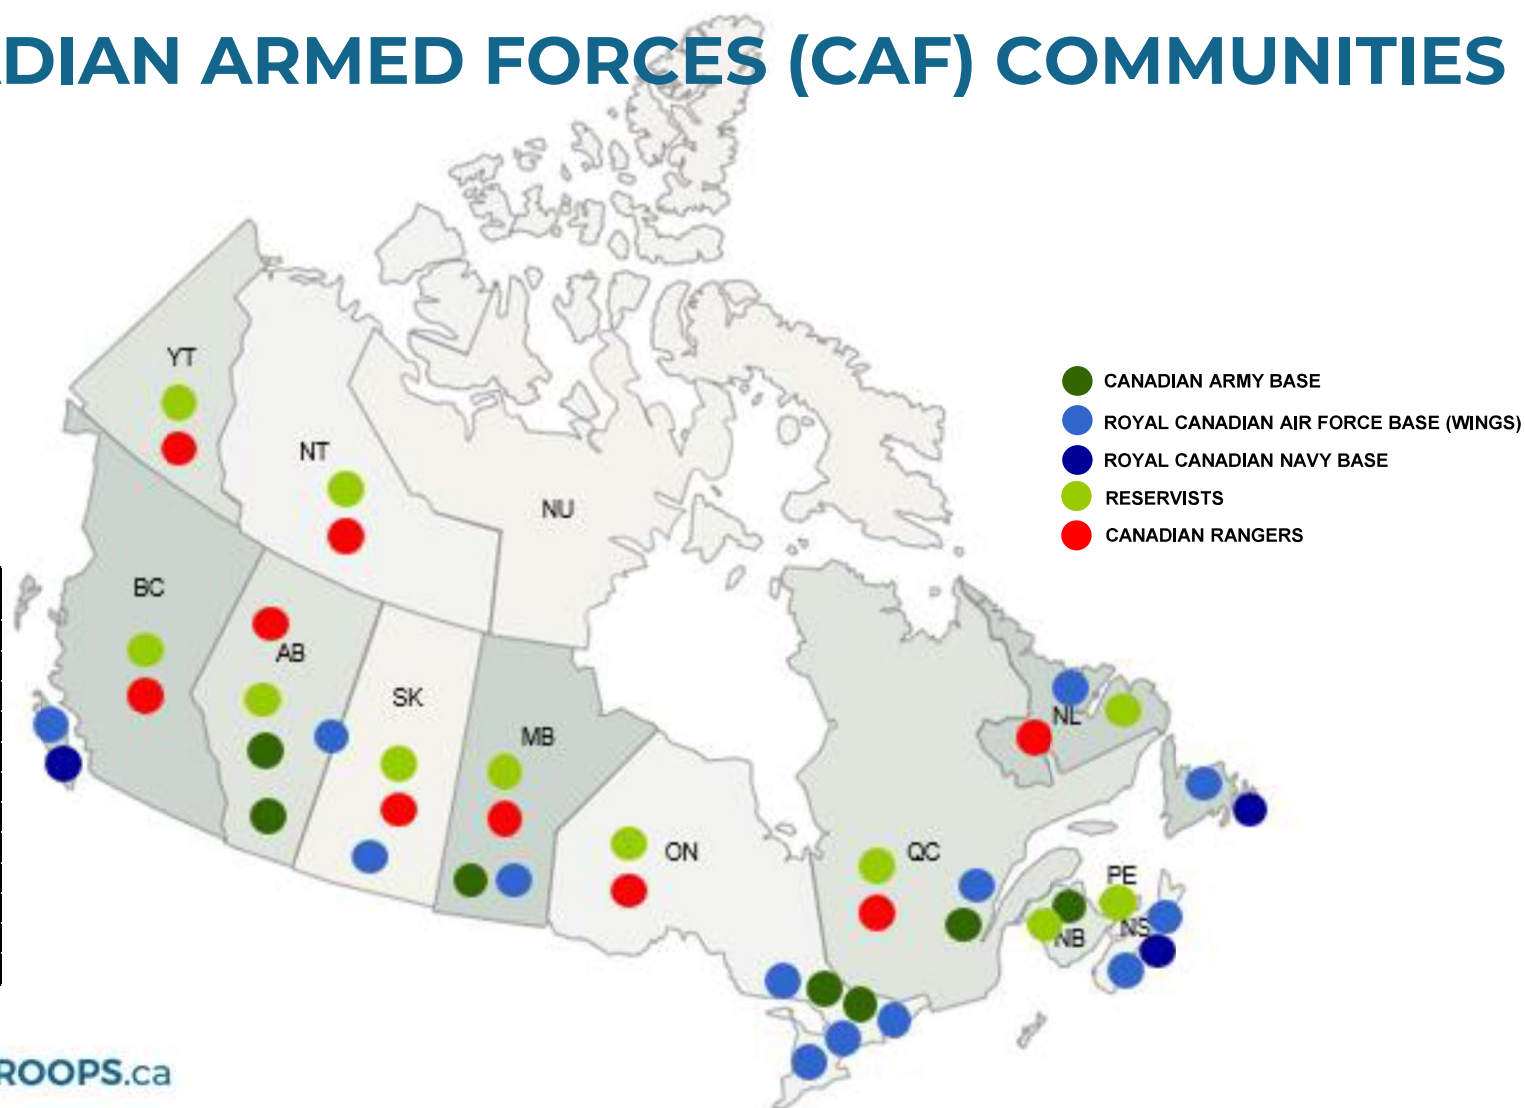 ADIAN ARMED FORCES (CAF) COMMUNITIES
YT
NT
NU
BC
AB
SK
MB
ON
QC
NL
PE
NB
NS
CANADIAN ARMY BASE
ROYAL CANADIAN AIR FORCE BASE (WINGS)
ROYAL CANADIAN NAVY BASE
RESERVISTS
CANADIAN RANGERS
ROOPS.ca